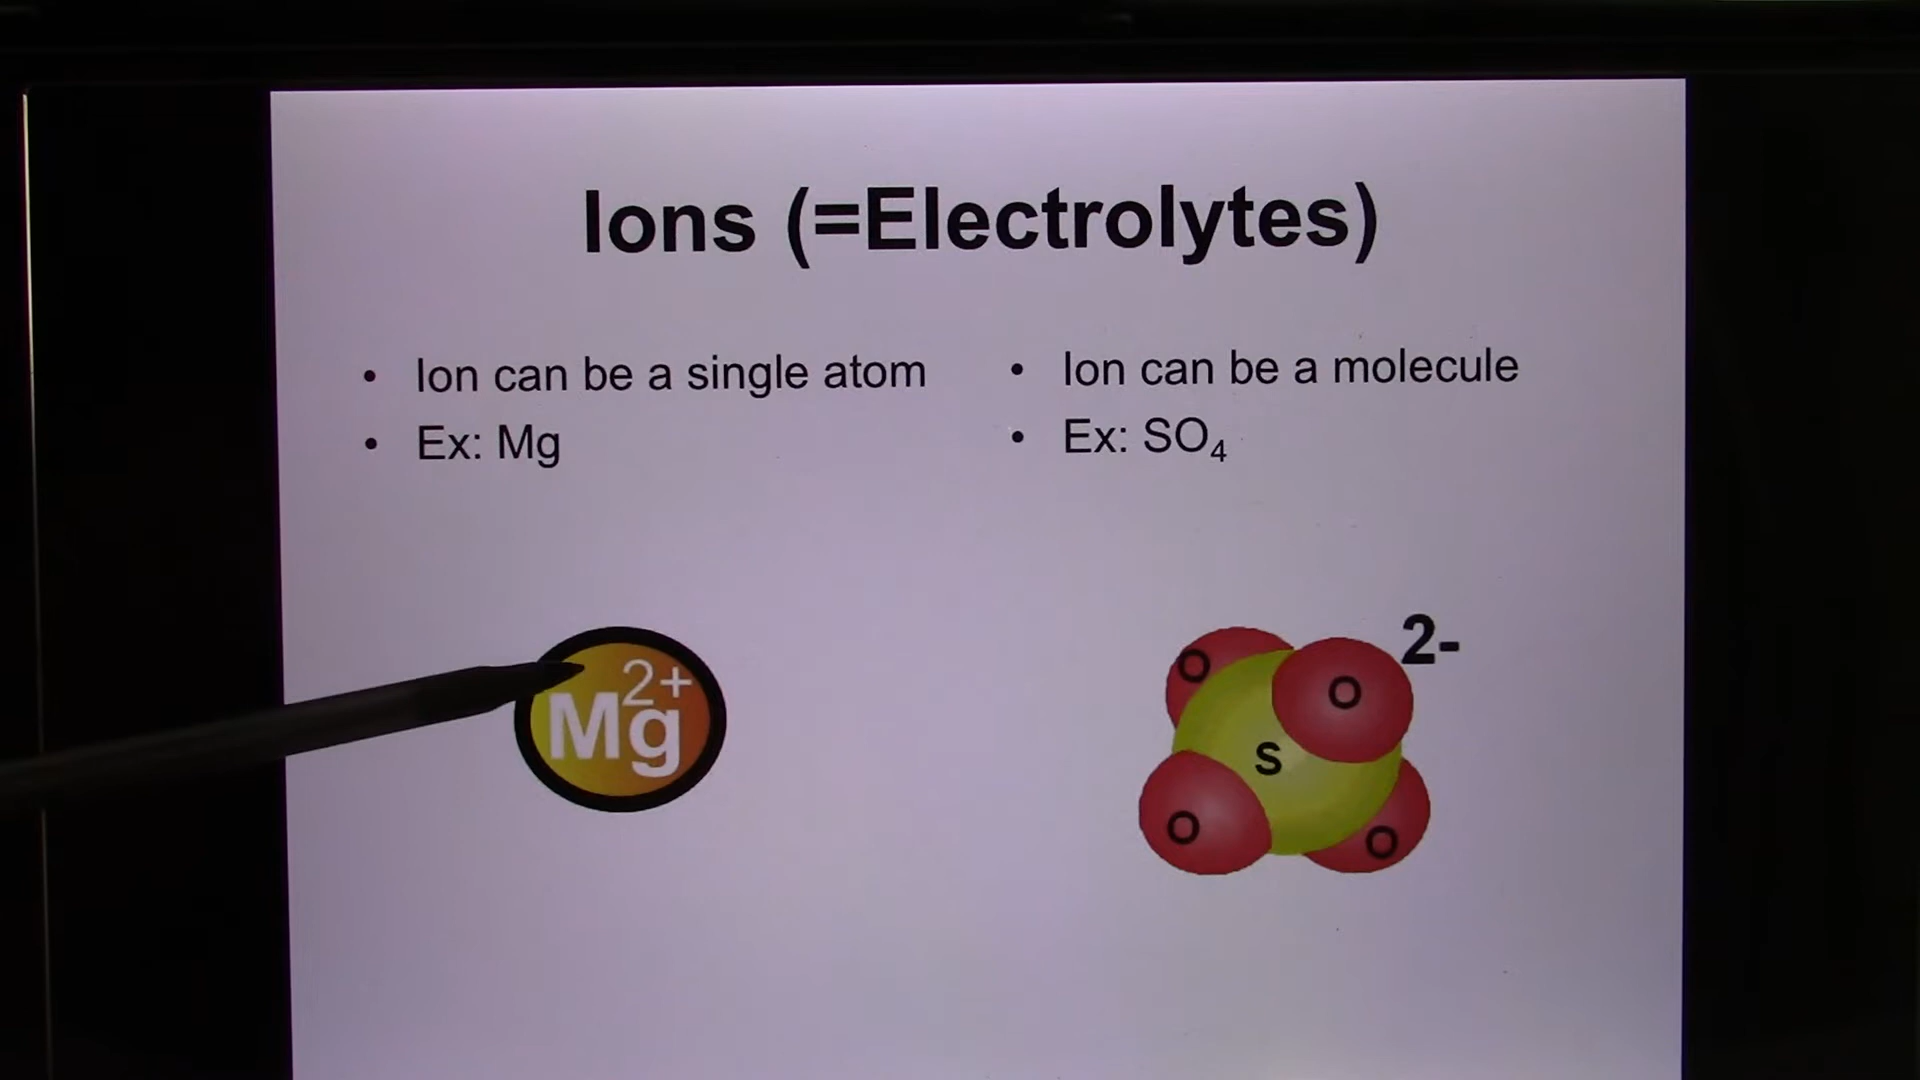 Ions (=Electrolytes)
• Ion can be a single atom
• Ex: Mg
• Ion can be a molecule
• Ex: SO₄
Mg²⁺
2-
O
O
S
O
O